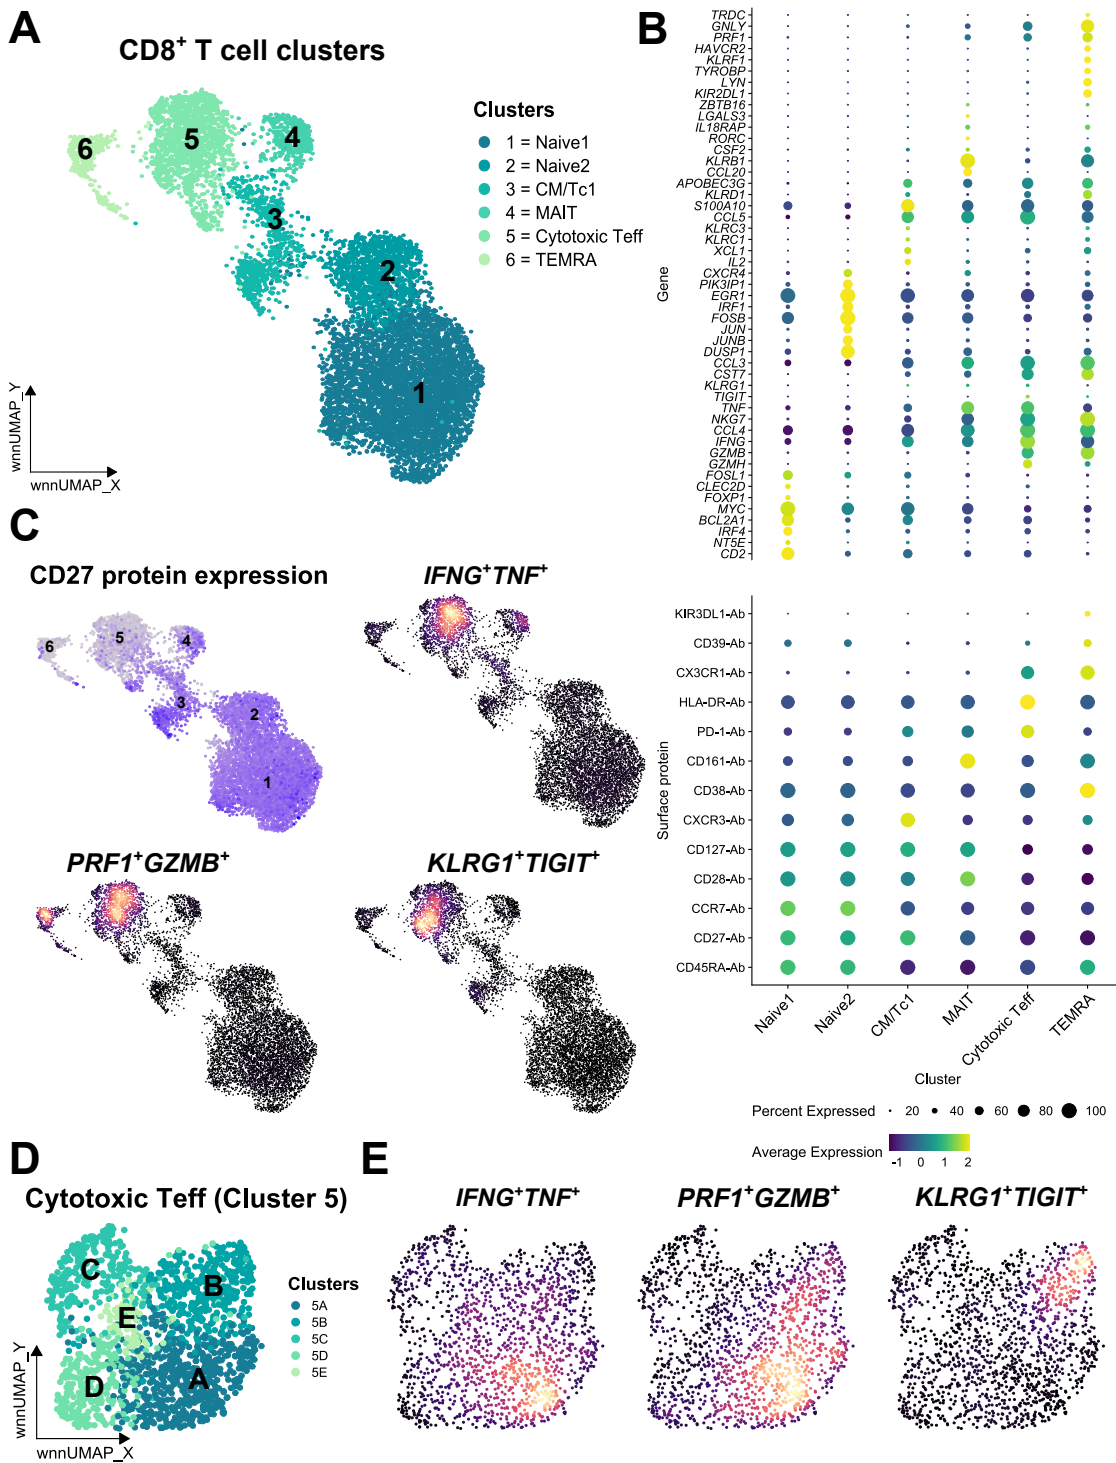 A
CD8+ T cell clusters
6
5
4
3
2
1
Clusters
1 = Naive1
2 = Naive2
3 = CM/Tc1
4 = MAIT
5 = Cytotoxic Teff
6 = TEMRA
wnnUMAP_Y
wnnUMAP_X
B
Gene
TRDC
GNLY
PRF1
HAVCR2
KLRF1
TYROBP
LYN
KIR2DL1
ZBTB16
LGALS3
IL18RAP
RORC
CSF2
KLRB1
CCL20
APOBEC3G
KLRD1
S100A10
CCL5
KLRC3
KLRC1
XCL1
IL2
CXCR4
PIK3IP1
EGR1
IRF1
FOSB
JUN
JUNB
DUSP1
CCL3
CST7
KLRG1
TIGIT
TNF
NKG7
CCL4
IFNG
GZMB
GZMH
FOSL1
CLEC2D
FOXP1
MYC
BCL2A1
IRF4
NT5E
CD2
Surface protein
KIR3DL1-Ab
CD39-Ab
CX3CR1-Ab
HLA-DR-Ab
PD-1-Ab
CD161-Ab
CD38-Ab
CXCR3-Ab
CD127-Ab
CD28-Ab
CCR7-Ab
CD27-Ab
CD45RA-Ab
Naive1
Naive2
CM/Tc1
MAIT
Cytotoxic Teff
TEMRA
Cluster
Percent Expressed 20 40 60 80 100
Average Expression
-1 0 1 2
C
CD27 protein expression
6
5
4
3
2
1
IFNG+TNF+
PRF1+GZMB+
KLRG1+TIGIT+
D
Cytotoxic Teff (Cluster 5)
C
B
E
D
A
Clusters
5A
5B
5C
5D
5E
wnnUMAP_Y
wnnUMAP_X
E
IFNG+TNF+
PRF1+GZMB+
KLRG1+TIGIT+